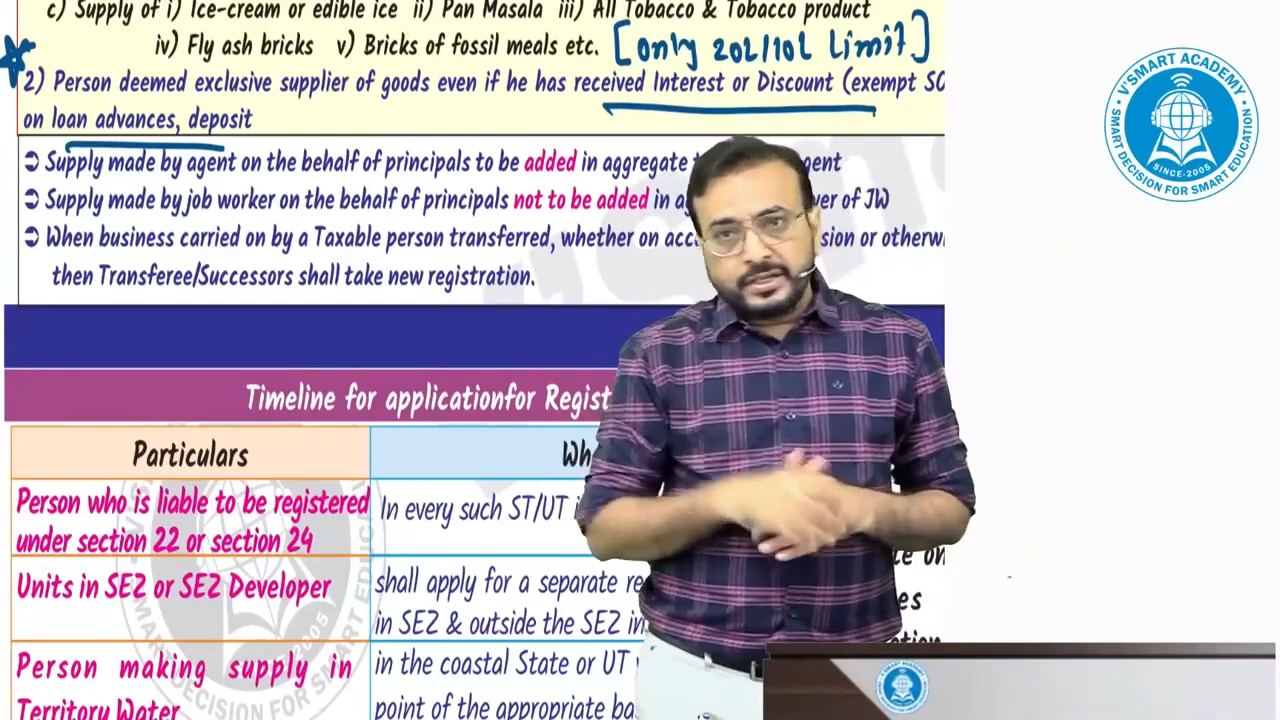 c) Supply of i) Ice-cream or edible ice ii) Pan Masala iii) All Tobacco & Tobacco product
iv) Fly ash bricks v) Bricks of fossil meals etc. [only 20L/10L limit]
2) Person deemed exclusive supplier of goods even if he has received Interest or Discount (exempt SO
on loan advances, deposit
➲ Supply made by agent on the behalf of principals to be added in aggregate
➲ Supply made by job worker on the behalf of principals not to be added in of JW
➲ When business carried on by a Taxable person transferred, whether on or
then Transferee/Successors shall take new registration.
Timeline for applicationfor
Particulars
Person who is liable to be registered
under section 22 or section 24
In every such ST/UT
Units in SEZ or SEZ Developer
shall apply for a separate
in SEZ & outside the SEZ
Person making supply in
Territory Water
in the coastal State or UT
point of the appropriate
V'SMART ACADEMY
SINCE-2005
SMART DECISION FOR SMART EDUCATION